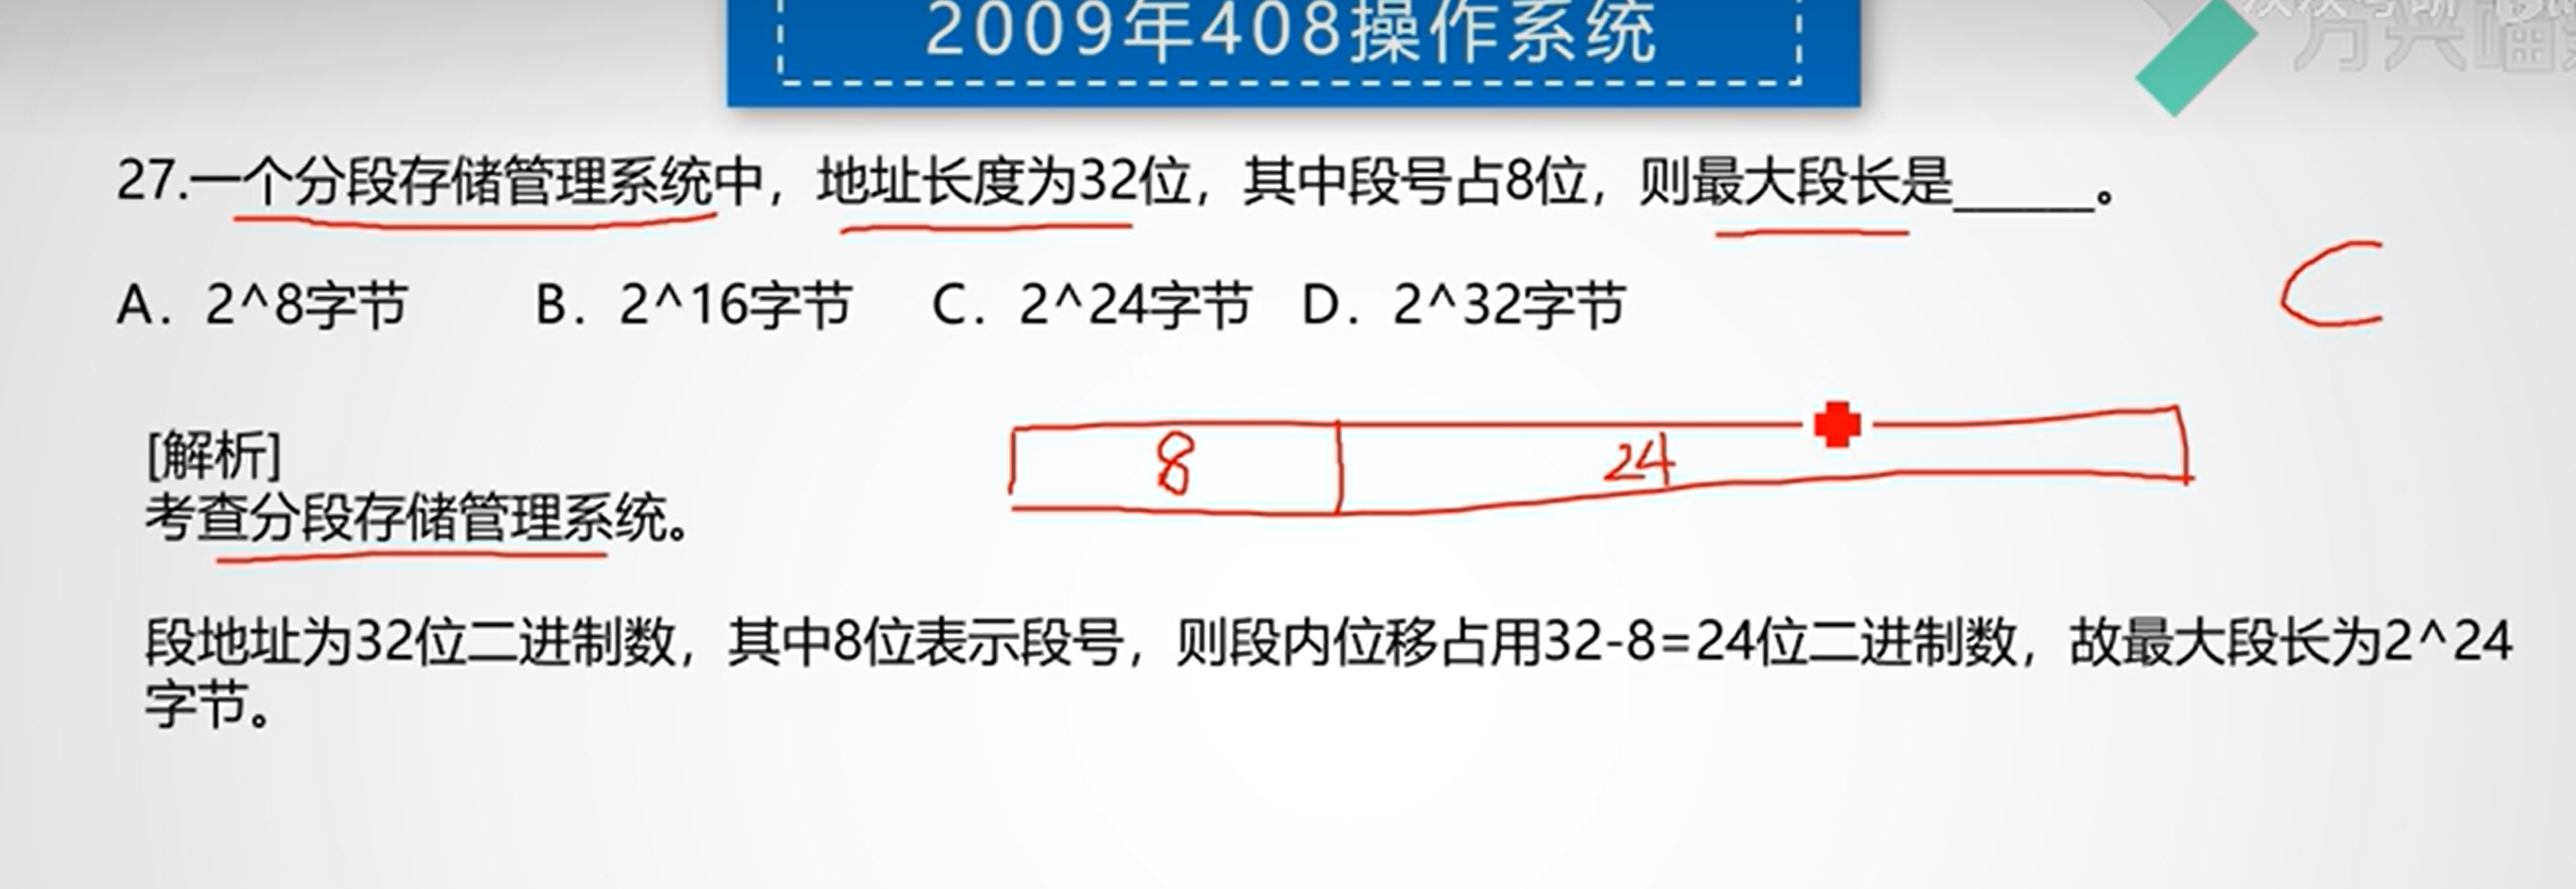 2009年408操作系统
27.一个分段存储管理系统中，地址长度为32位，其中段号占8位，则最大段长是_____。
A. 2^8字节 B. 2^16字节 C. 2^24字节 D. 2^32字节
C
8 24
[解析]
考查分段存储管理系统。
段地址为32位二进制数，其中8位表示段号，则段内位移占用32-8=24位二进制数，故最大段长为2^24
字节。